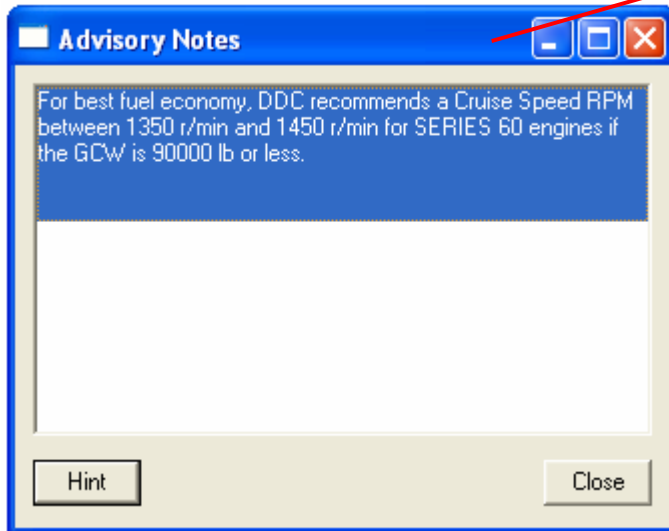 Advisory Notes
For best fuel economy, DDC recommends a Cruise Speed RPM
between 1350 r/min and 1450 r/min for SERIES 60 engines if
the GCW is 90000 lb or less.
Hint
Close